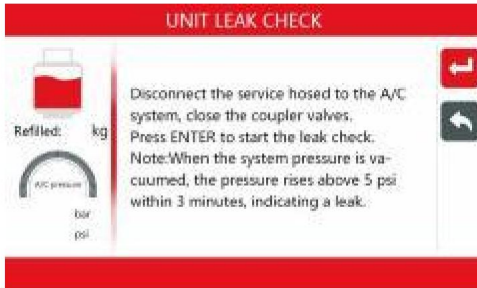 UNIT LEAK CHECK
Refilled: kg
A/C pressure
bar
psi
Disconnect the service hosed to the A/C
system, close the coupler valves.
Press ENTER to start the leak check.
Note:When the system pressure is va-
cuumed, the pressure rises above 5 psi
within 3 minutes, indicating a leak.